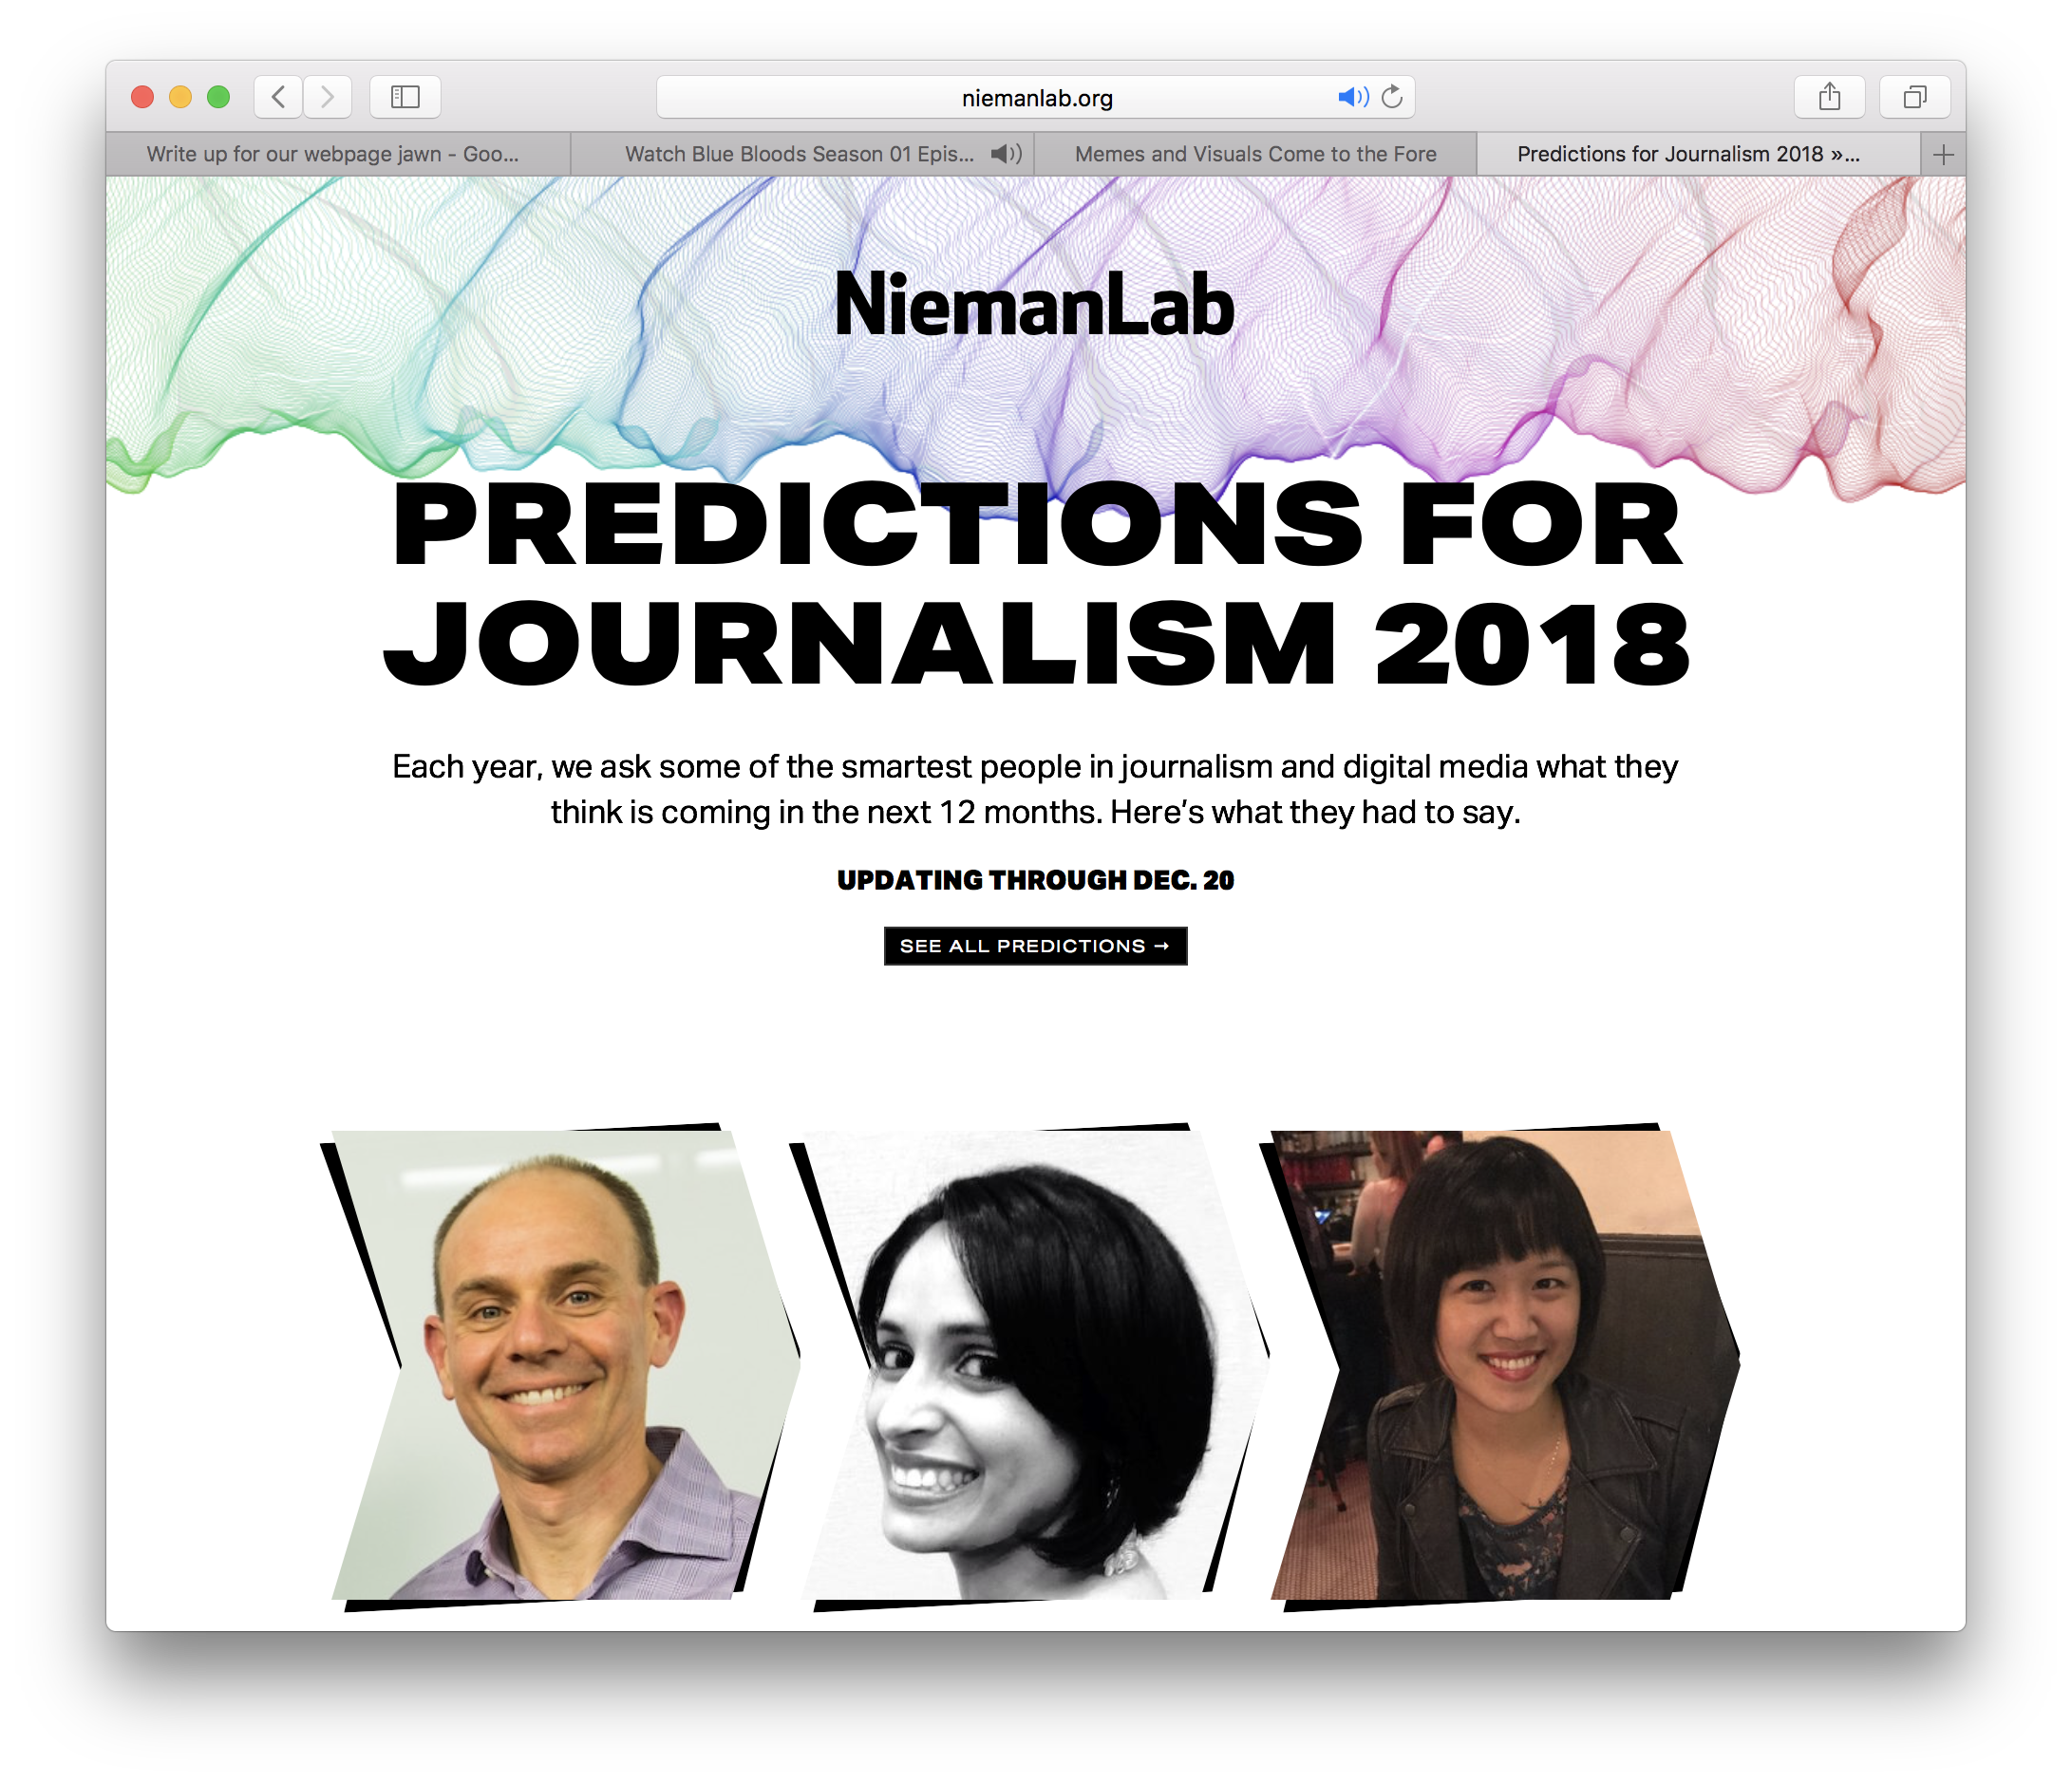 niemanlab.org
Write up for our webpage jawn - Goo...
Watch Blue Bloods Season 01 Epis...
Memes and Visuals Come to the Fore
Predictions for Journalism 2018 »...
NiemanLab
PREDICTIONS FOR
JOURNALISM 2018
Each year, we ask some of the smartest people in journalism and digital media what they
think is coming in the next 12 months. Here's what they had to say.
UPDATING THROUGH DEC. 20
SEE ALL PREDICTIONS →